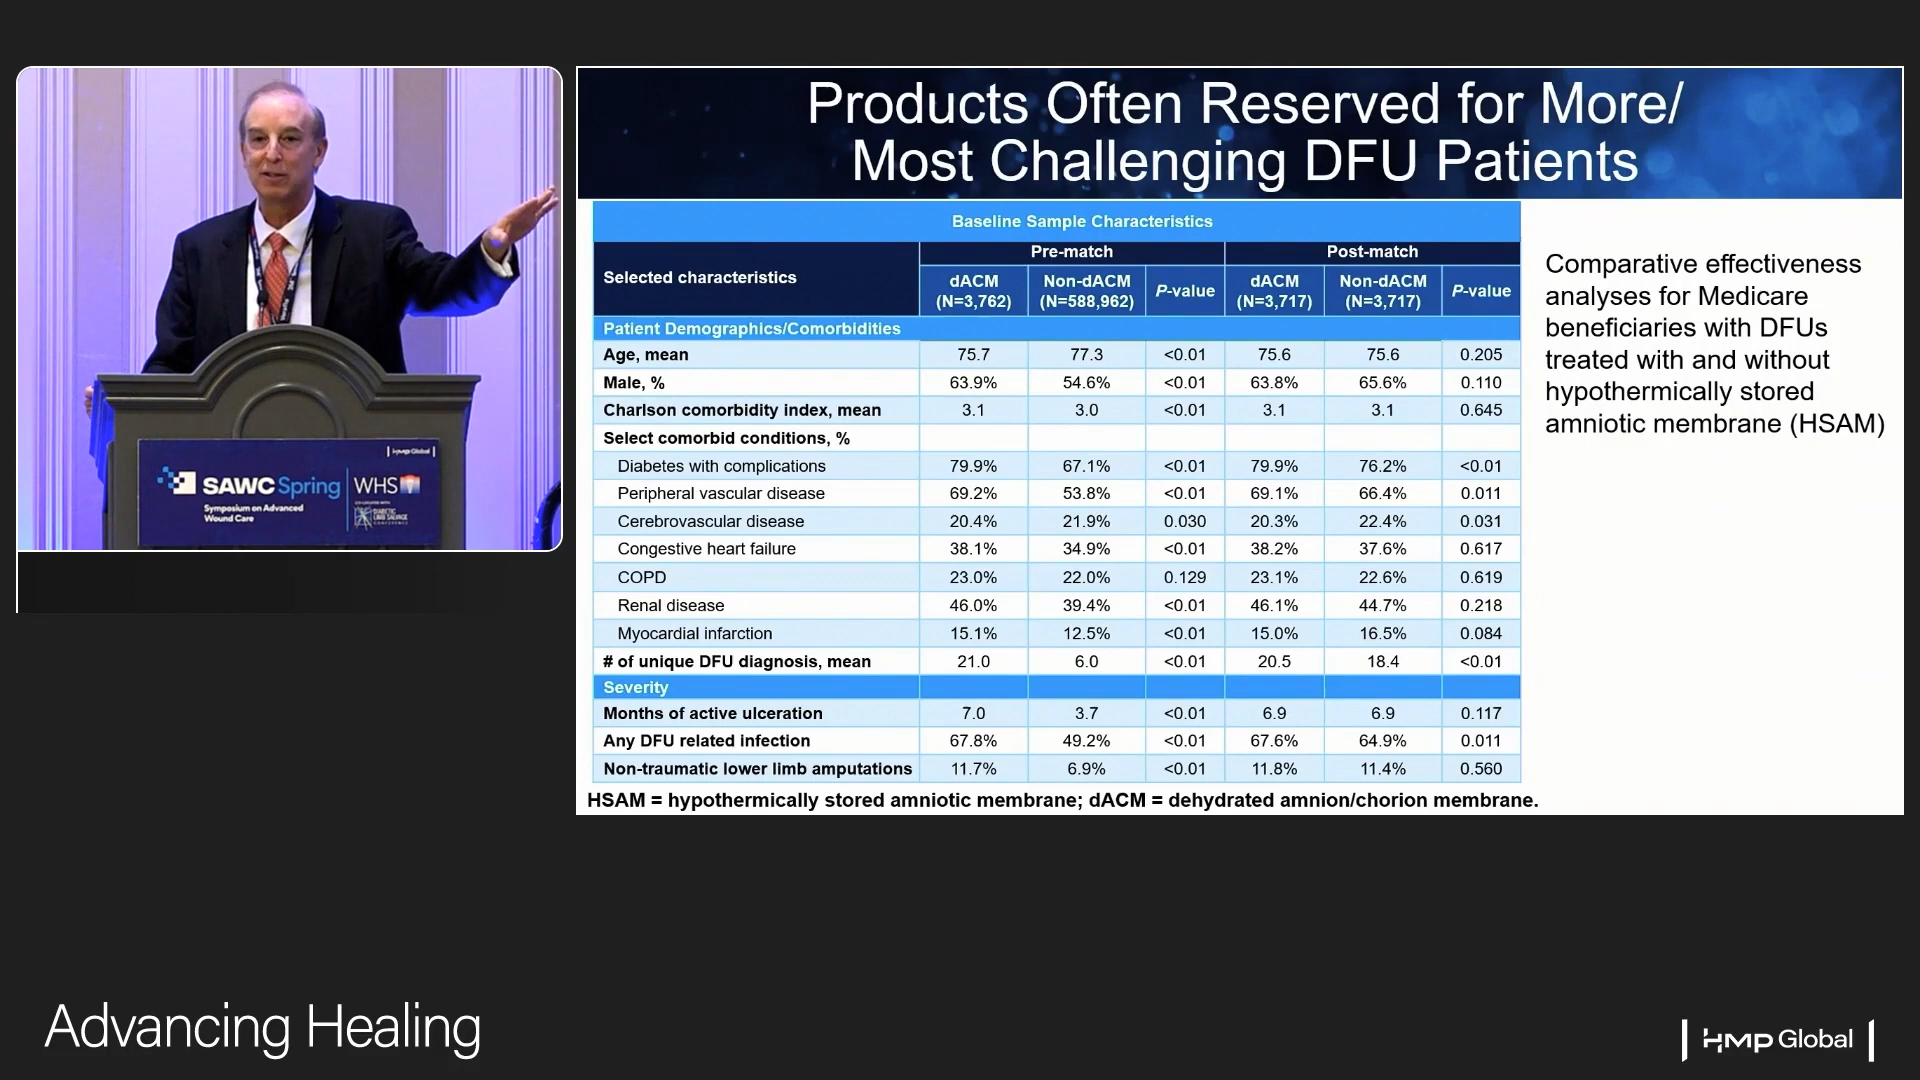 Products Often Reserved for More/
Most Challenging DFU Patients
Baseline Sample Characteristics
Selected characteristics Pre-match Post-match
dACM (N=3,762) Non-dACM (N=588,962) P-value dACM (N=3,717) Non-dACM (N=3,717) P-value
Patient Demographics/Comorbidities
Age, mean 75.7 77.3 <0.01 75.6 75.6 0.205
Male, % 63.9% 54.6% <0.01 63.8% 65.6% 0.110
Charlson comorbidity index, mean 3.1 3.0 <0.01 3.1 3.1 0.645
Select comorbid conditions, %
Diabetes with complications 79.9% 67.1% <0.01 79.9% 76.2% <0.01
Peripheral vascular disease 69.2% 53.8% <0.01 69.1% 66.4% 0.011
Cerebrovascular disease 20.4% 21.9% 0.030 20.3% 22.4% 0.031
Congestive heart failure 38.1% 34.9% <0.01 38.2% 37.6% 0.617
COPD 23.0% 22.0% 0.129 23.1% 22.6% 0.619
Renal disease 46.0% 39.4% <0.01 46.1% 44.7% 0.218
Myocardial infarction 15.1% 12.5% <0.01 15.0% 16.5% 0.084
# of unique DFU diagnosis, mean 21.0 6.0 <0.01 20.5 18.4 <0.01
Severity
Months of active ulceration 7.0 3.7 <0.01 6.9 6.9 0.117
Any DFU related infection 67.8% 49.2% <0.01 67.6% 64.9% 0.011
Non-traumatic lower limb amputations 11.7% 6.9% <0.01 11.8% 11.4% 0.560
HSAM = hypothermically stored amniotic membrane; dACM = dehydrated amnion/chorion membrane.
Comparative effectiveness
analyses for Medicare
beneficiaries with DFUs
treated with and without
hypothermically stored
amniotic membrane (HSAM)
HMP Global
SAWC Spring WHS
Symposium on Advanced
Wound Care
DIABETIC
LIMB SALVAGE
CONFERENCE
Advancing Healing
HMP Global